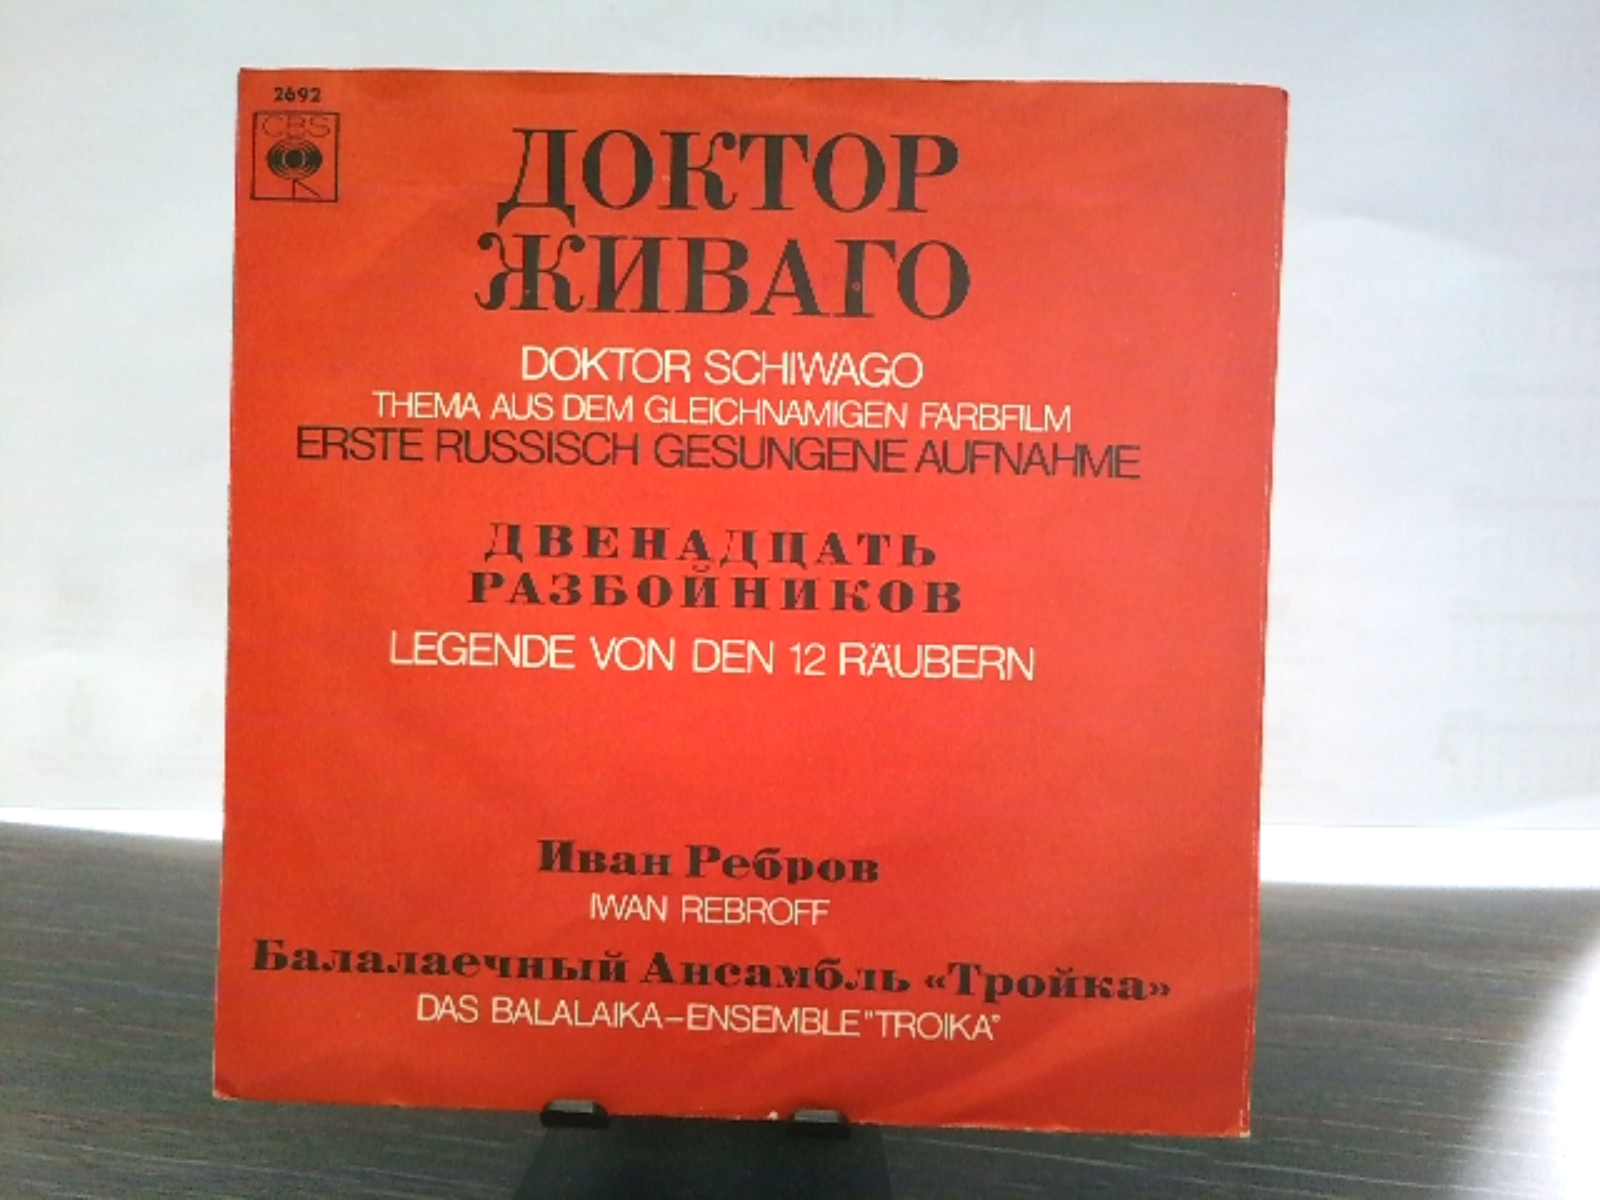 2692
CBS
ДОКТОР
ЖИВАГО
DOKTOR SCHIWAGO
THEMA AUS DEM GLEICHNAMIGEN FARBFILM
ERSTE RUSSISCH GESUNGENE AUFNAHME
ДВЕНАДЦАТЬ
РАЗБОЙНИКОВ
LEGENDE VON DEN 12 RÄUBERN
Иван Ребров
IWAN REBROFF
Балалаечный Ансамбль «Тройка»
DAS BALALAIKA–ENSEMBLE "TROIKA"